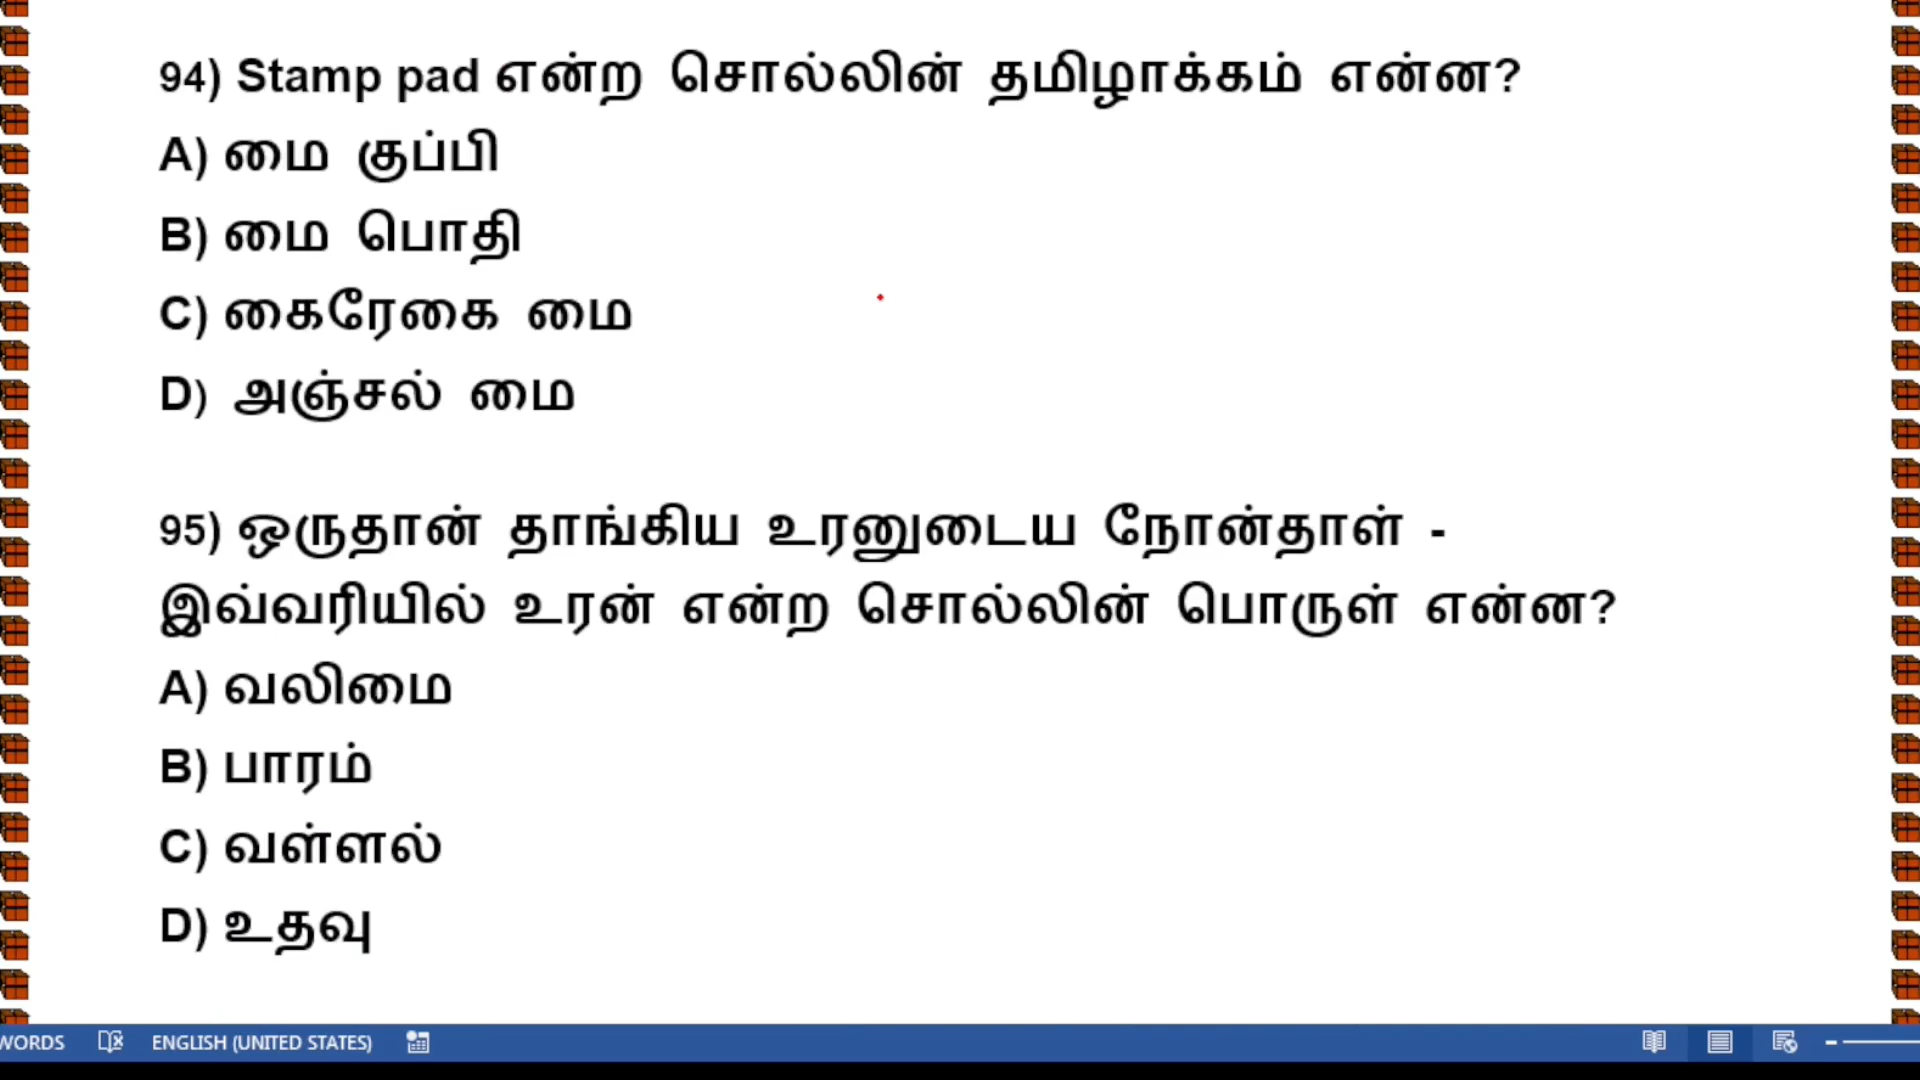 94) Stamp pad என்ற சொல்லின் தமிழாக்கம் என்ன?
A) மை குப்பி
B) மை பொதி
C) கைரேகை மை
D) அஞ்சல் மை
95) ஒருதான் தாங்கிய உரனுடைய நோன்தாள் -
இவ்வரியில் உரன் என்ற சொல்லின் பொருள் என்ன?
A) வலிமை
B) பாரம்
C) வள்ளல்
D) உதவு
WORDS ENGLISH (UNITED STATES)